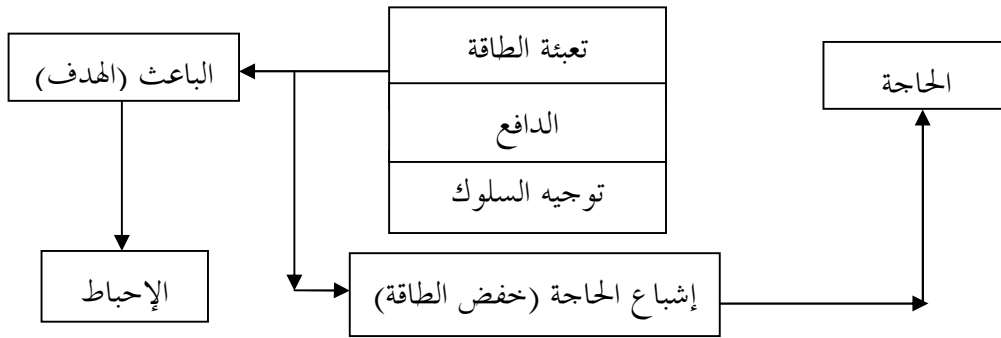 الحاجة
تعبئة الطاقة
الدافع
توجيه السلوك
الباعث (الهدف)
إشباع الحاجة (خفض الطاقة)
الإحباط